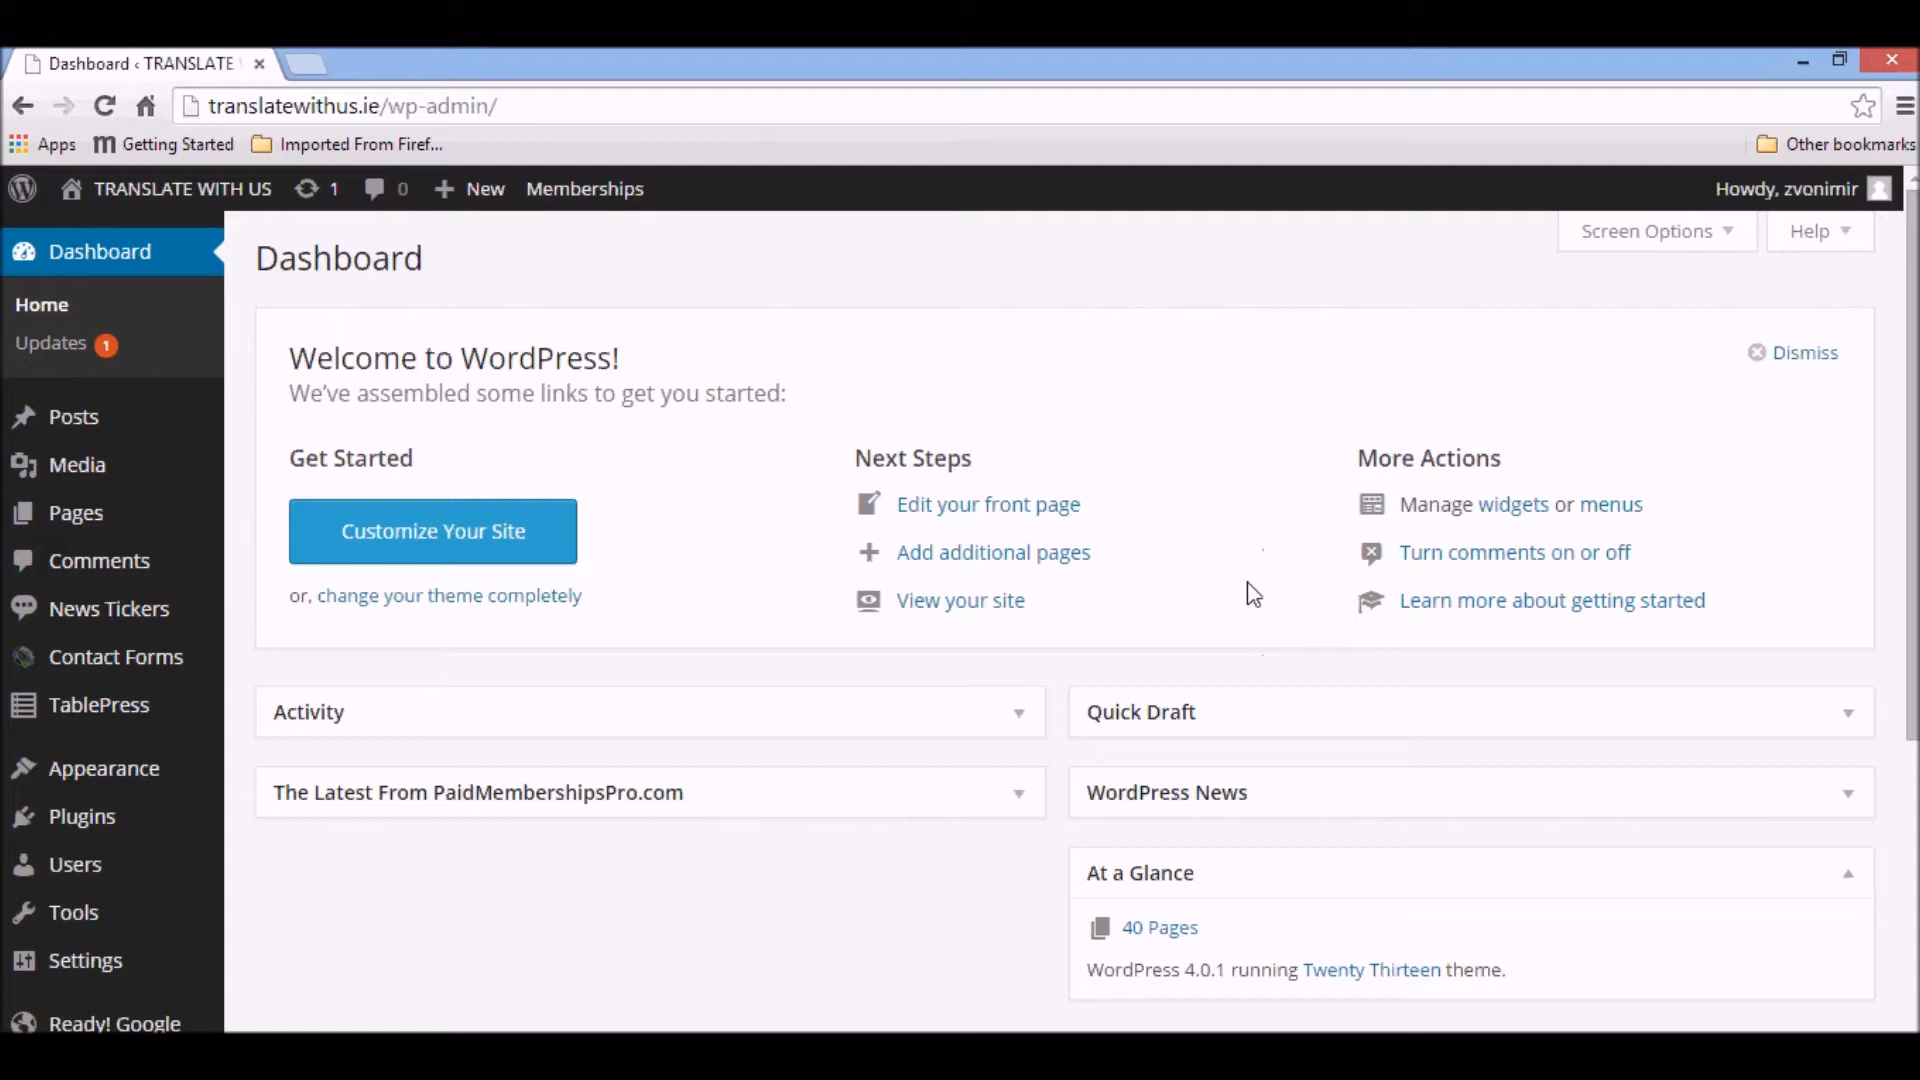 Dashboard ‹ TRANSLATE
translatewithus.ie/wp-admin/
Apps Getting Started Imported From Firef... Other bookmarks
TRANSLATE WITH US 1 0 New Memberships Howdy, zvonimir
Screen Options Help
Dashboard
Home
Updates 1
Posts
Media
Pages
Comments
News Tickers
Contact Forms
TablePress
Appearance
Plugins
Users
Tools
Settings
Ready! Google
Dashboard
Welcome to WordPress!
Dismiss
We've assembled some links to get you started:
Get Started
Customize Your Site
or, change your theme completely
Next Steps
Edit your front page
Add additional pages
View your site
More Actions
Manage widgets or menus
Turn comments on or off
Learn more about getting started
Activity
The Latest From PaidMembershipsPro.com
Quick Draft
WordPress News
At a Glance
40 Pages
WordPress 4.0.1 running Twenty Thirteen theme.